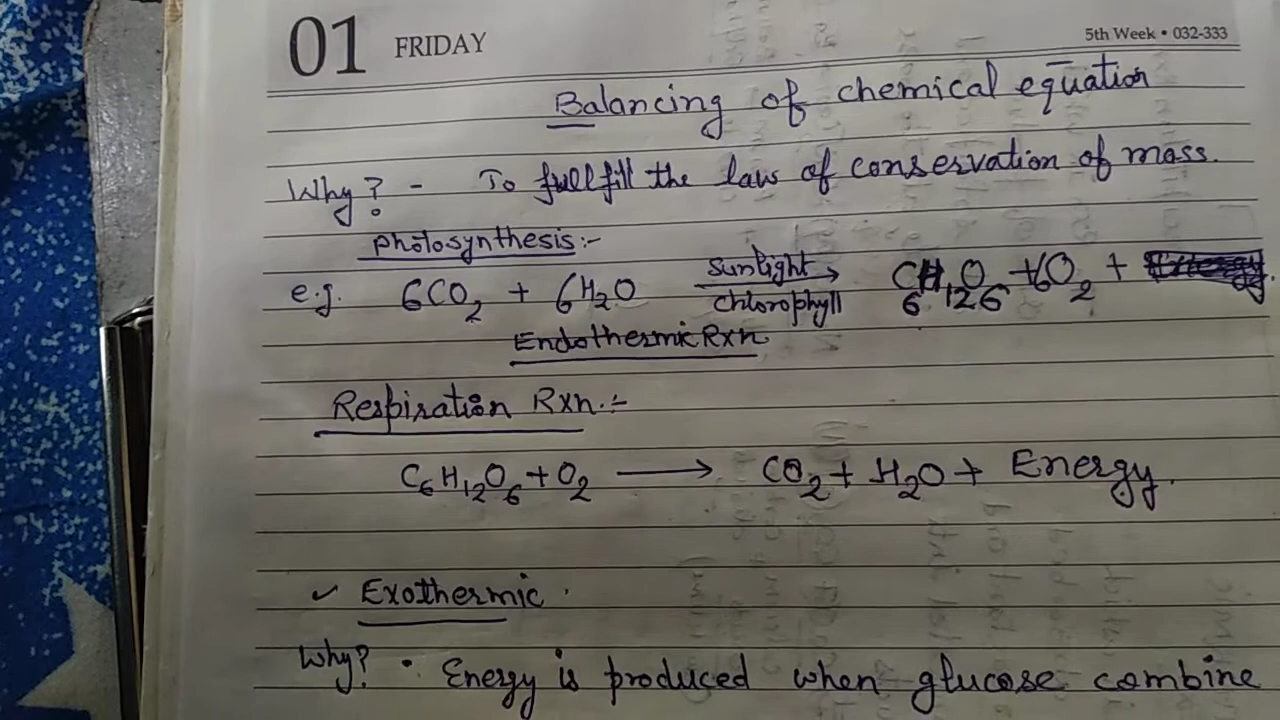 01 FRIDAY 5th Week • 032-333
Balancing of chemical equation
Why? - To fullfill the law of conservation of mass.
Photosynthesis:-
e.g. 6CO₂ + 6H₂O sunlight → chlorophyll C₆H₁₂O₆ + 6O₂ +
Endothermic Rxn
Respiration Rxn.:-
C₆H₁₂O₆ + O₂ ⟶ CO₂ + H₂O + Energy.
✓ Exothermic.
Why? • Energy is produced when glucose combine